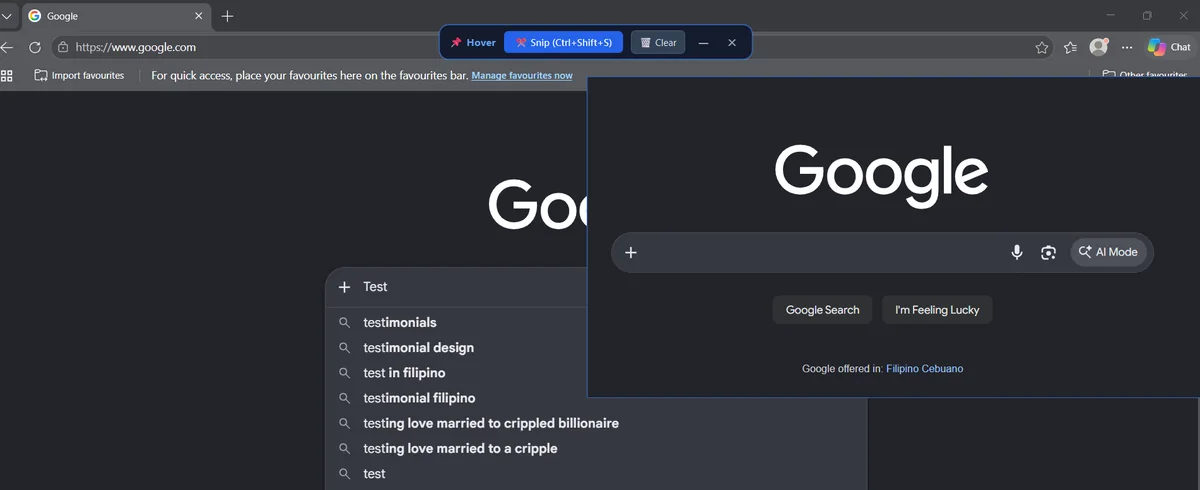 Google
https://www.google.com
Hover
Snip (Ctrl+Shift+S)
Clear
Chat
Import favourites
For quick access, place your favourites here on the favourites bar. Manage favourites now
Other favourites
Google
AI Mode
Google Search
I'm Feeling Lucky
Google offered in: Filipino Cebuano
Goo
Test
testimonials
testimonial design
test in filipino
testimonial filipino
testing love married to crippled billionaire
testing love married to a cripple
test